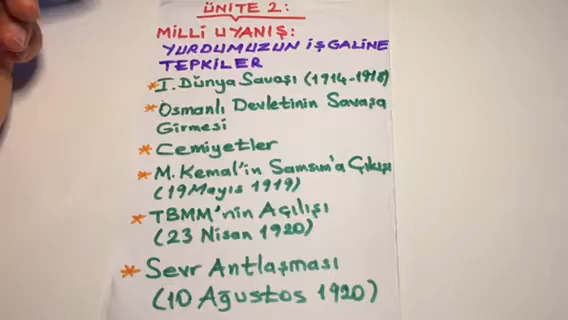 ÜNİTE 2:
MİLLİ UYANIŞ:
YURDUMUZUN İŞGALİNE
TEPKİLER
* I. Dünya Savaşı (1914-1918)
* Osmanlı Devletinin Savaşa
Girmesi
* Cemiyetler
* M. Kemal'in Samsun'a Çıkışı
(19 Mayıs 1919)
* TBMM'nin Açılışı
(23 Nisan 1920)
* Sevr Antlaşması
(10 Ağustos 1920)